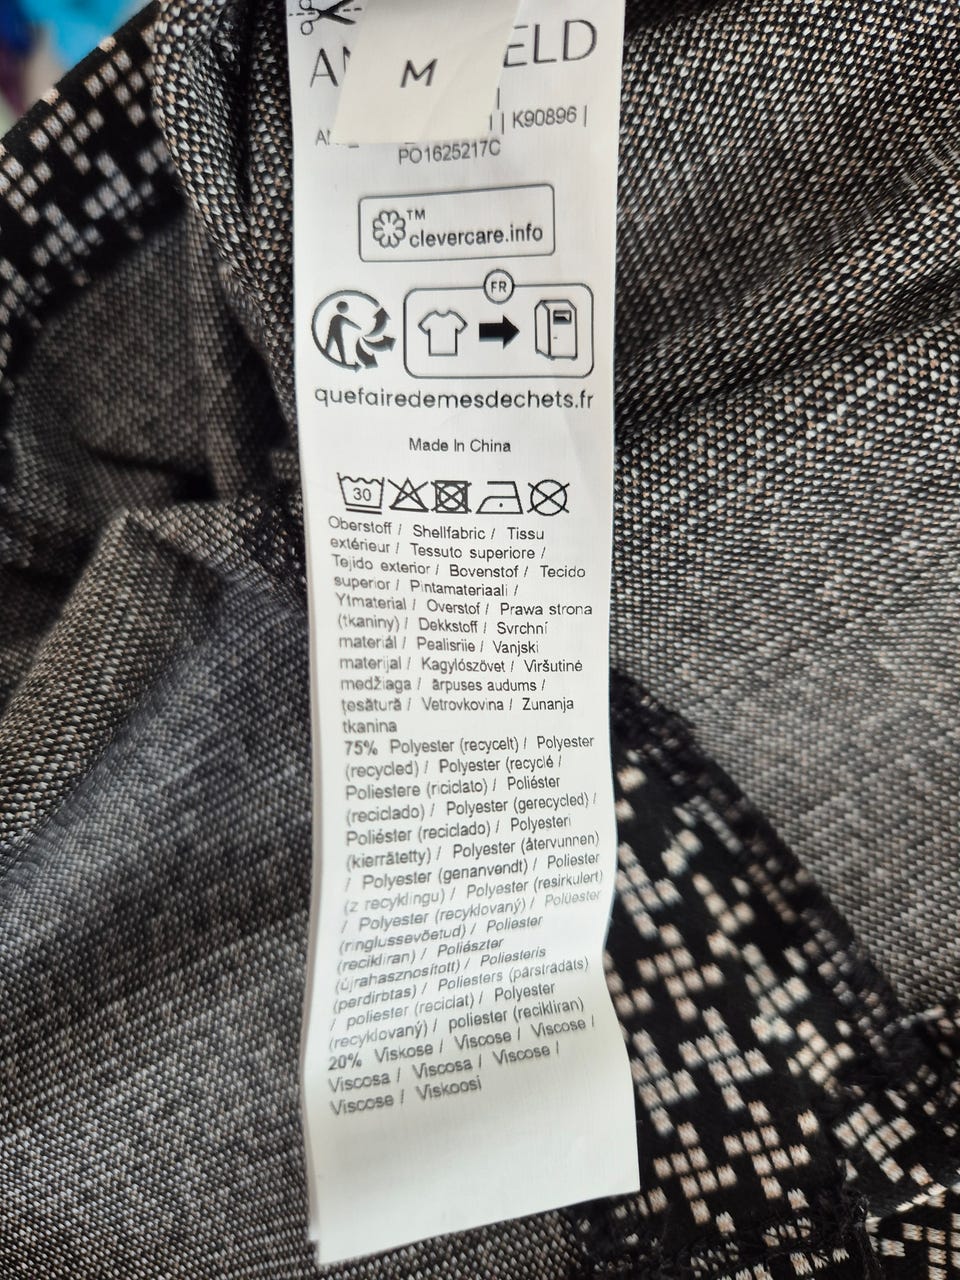 M
ELD
| K90896 |
PO1625217C
TM
clevercare.info
FR
quefairedemesdechets.fr
Made In China
30
Oberstoff / Shellfabric / Tissu
extérieur / Tessuto superiore /
Tejido exterior / Bovenstof / Tecido
superior / Pintamateriaali /
Ytmaterial / Overstof / Prawa strona
(tkaniny) / Dekkstoff / Svrchní
materiál / Pealisriie / Vanjski
materijal / Kagylószövet / Viršutinė
medžiaga / ārpuses audums /
țesătură / Vetrovkovina / Zunanja
tkanina
75% Polyester (recycelt) / Polyester
(recycled) / Polyester (recyclé /
Poliestere (riciclato) / Poliéster
(reciclado) / Polyester (gerecycled) /
Poliéster (reciclado) / Polyesteri
(kierrätetty) / Polyester (återvunnen)
/ Polyester (genanvendt) / Poliester
(z recyklingu) / Polyester (resirkulert)
/ Polyester (recyklovaný) / Polüester
(ringlussevõetud) / Poliester
(recikliran) / Poliészter
(újrahasznosított) / Poliesteris
(perdirbtas) / Poliesters (pārstrādāts)
/ poliester (reciclat) / Polyester
(recyklovaný) / poliester (recikliran)
20% Viskose / Viscose / Viscose /
Viscosa / Viscosa / Viscose /
Viscose / Viskoosi